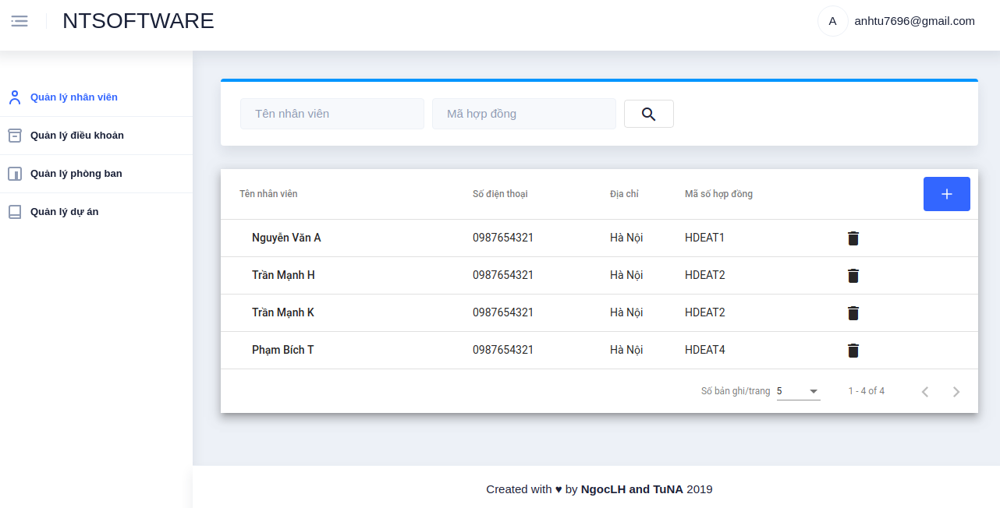 NTSOFTWARE
A anhtu7696@gmail.com
Quản lý nhân viên
Quản lý điều khoản
Quản lý phòng ban
Quản lý dự án
Tên nhân viên Mã hợp đồng
Tên nhân viên Số điện thoại Địa chỉ Mã số hợp đồng
Nguyễn Văn A 0987654321 Hà Nội HDEAT1
Trần Mạnh H 0987654321 Hà Nội HDEAT2
Trần Mạnh K 0987654321 Hà Nội HDEAT2
Phạm Bích T 0987654321 Hà Nội HDEAT4
Số bản ghi/trang 5 1 - 4 of 4
Created with ♥ by NgocLH and TuNA 2019